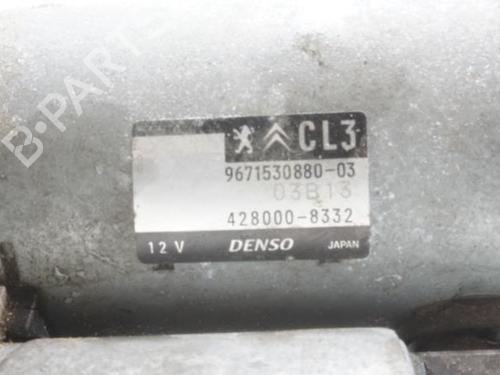 B-PARTS
CL3
9671530880-03
03B13
428000-8332
12 V DENSO JAPAN